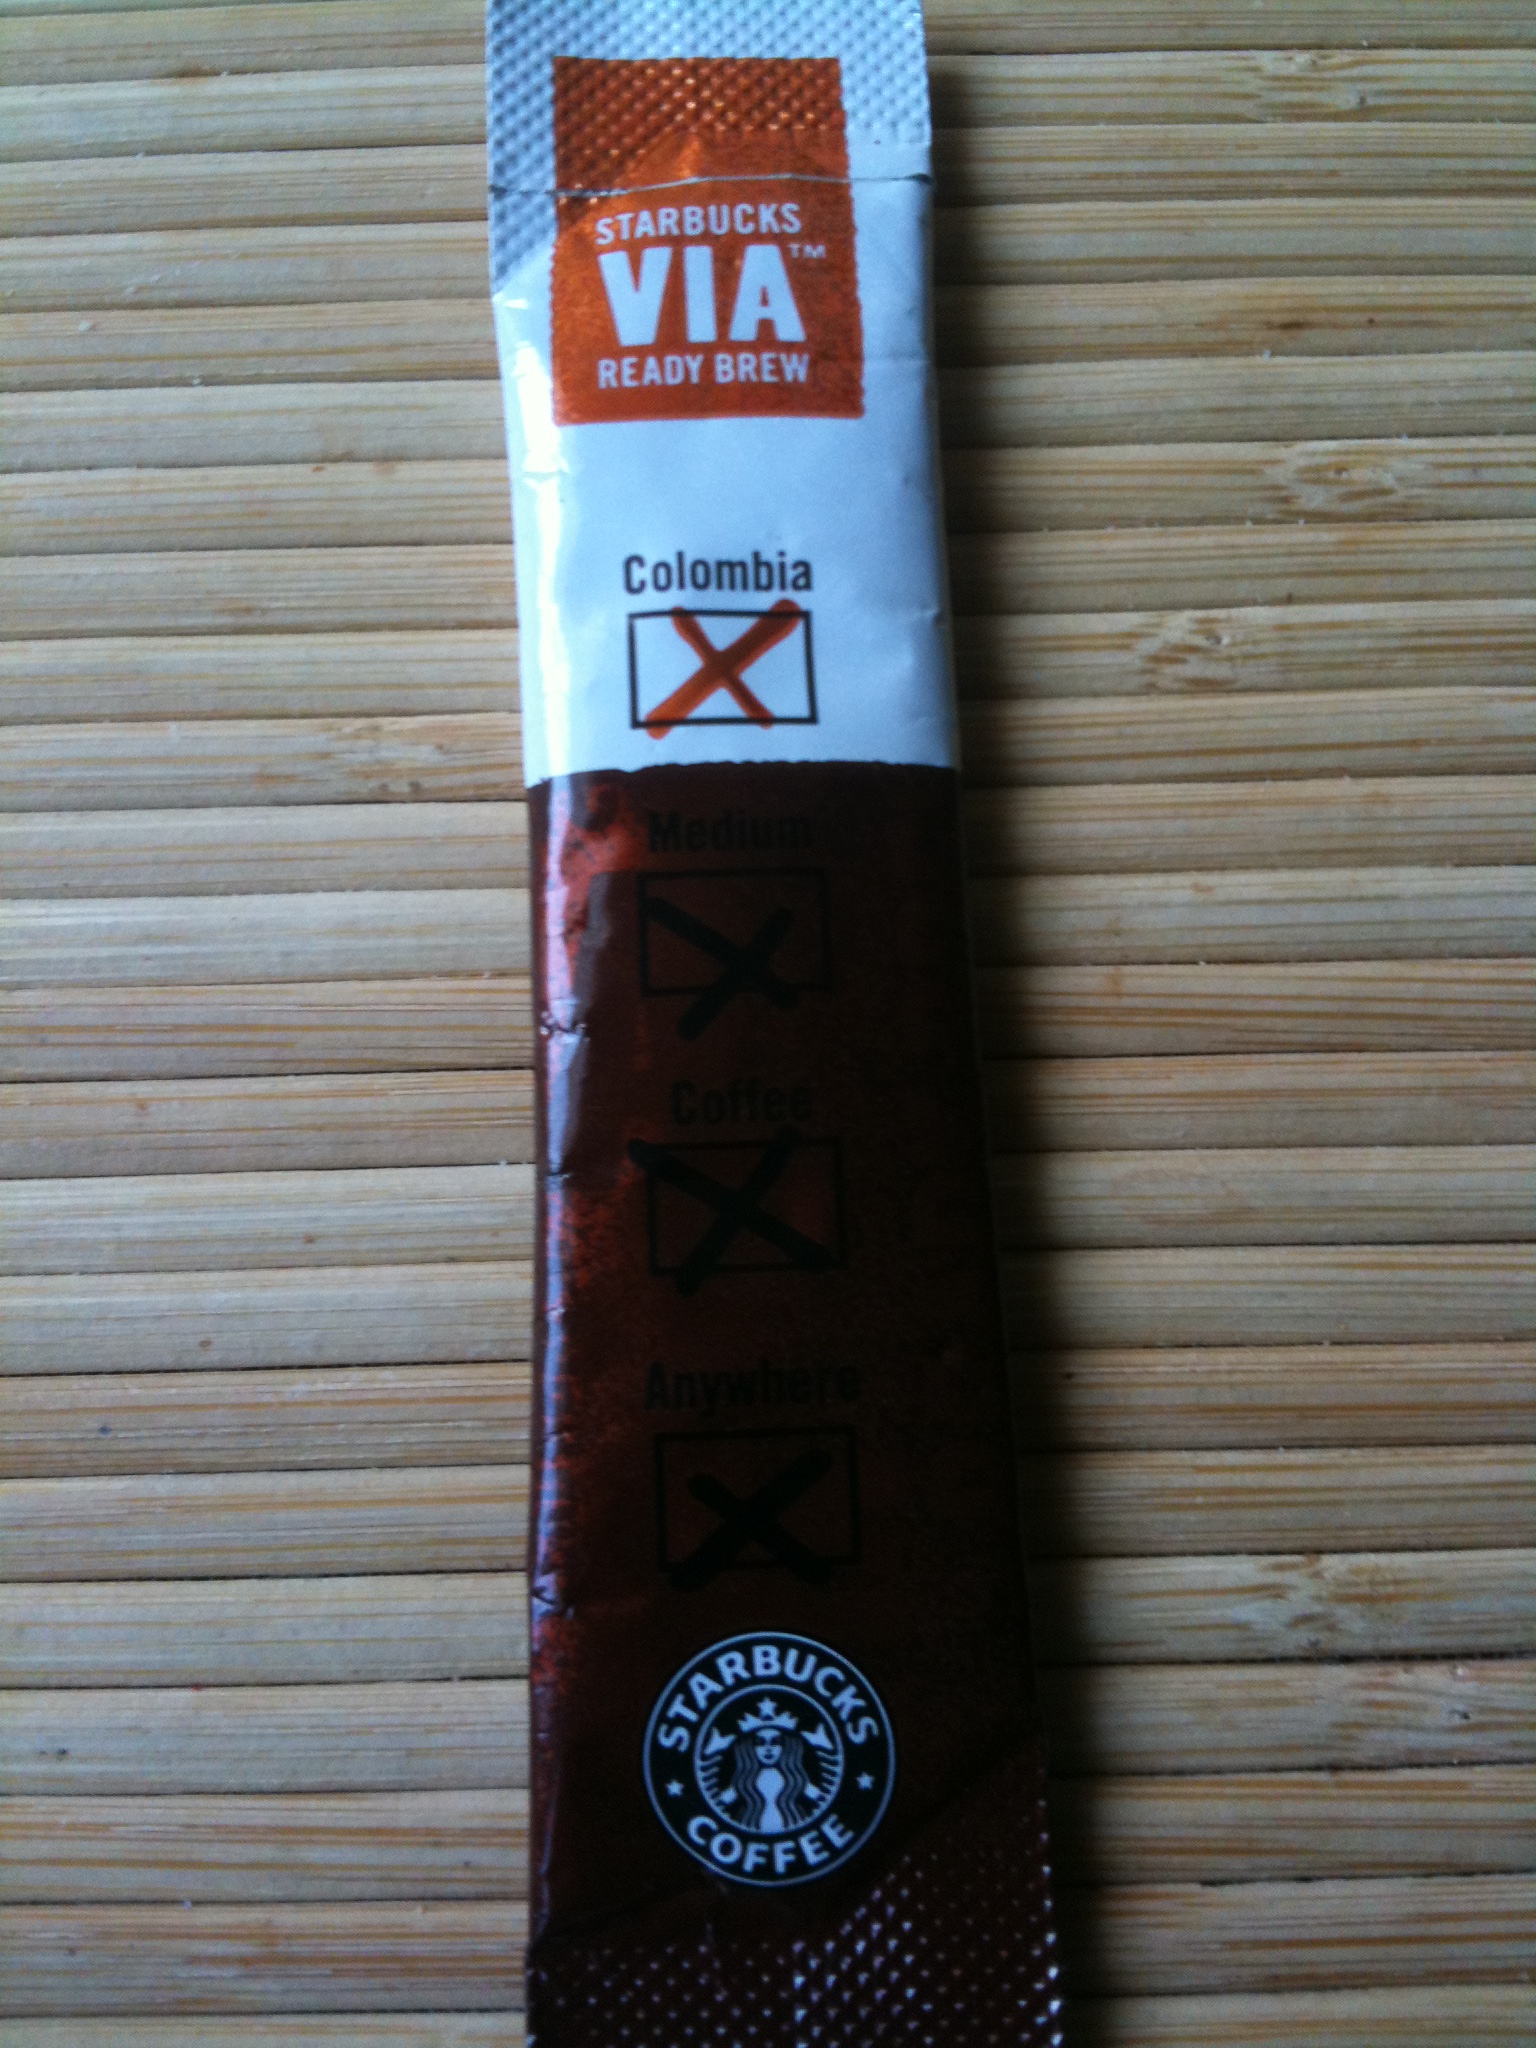 STARBUCKS
VIA™
READY BREW
Colombia
Medium
Coffee
Anywhere
STARBUCKS
COFFEE